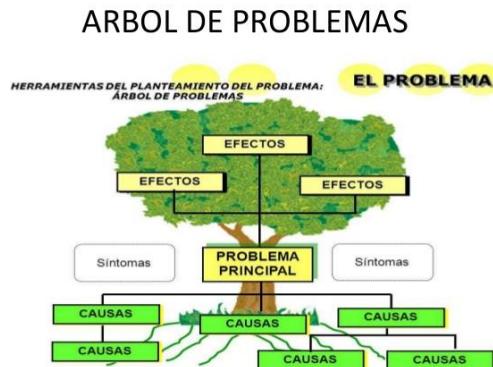 ARBOL DE PROBLEMAS
HERRAMIENTAS DEL PLANTEAMIENTO DEL PROBLEMA:
ÁRBOL DE PROBLEMAS
EL PROBLEMA
EFECTOS
EFECTOS
EFECTOS
Síntomas
PROBLEMA
PRINCIPAL
Síntomas
CAUSAS
CAUSAS
CAUSAS
CAUSAS
CAUSAS
CAUSAS